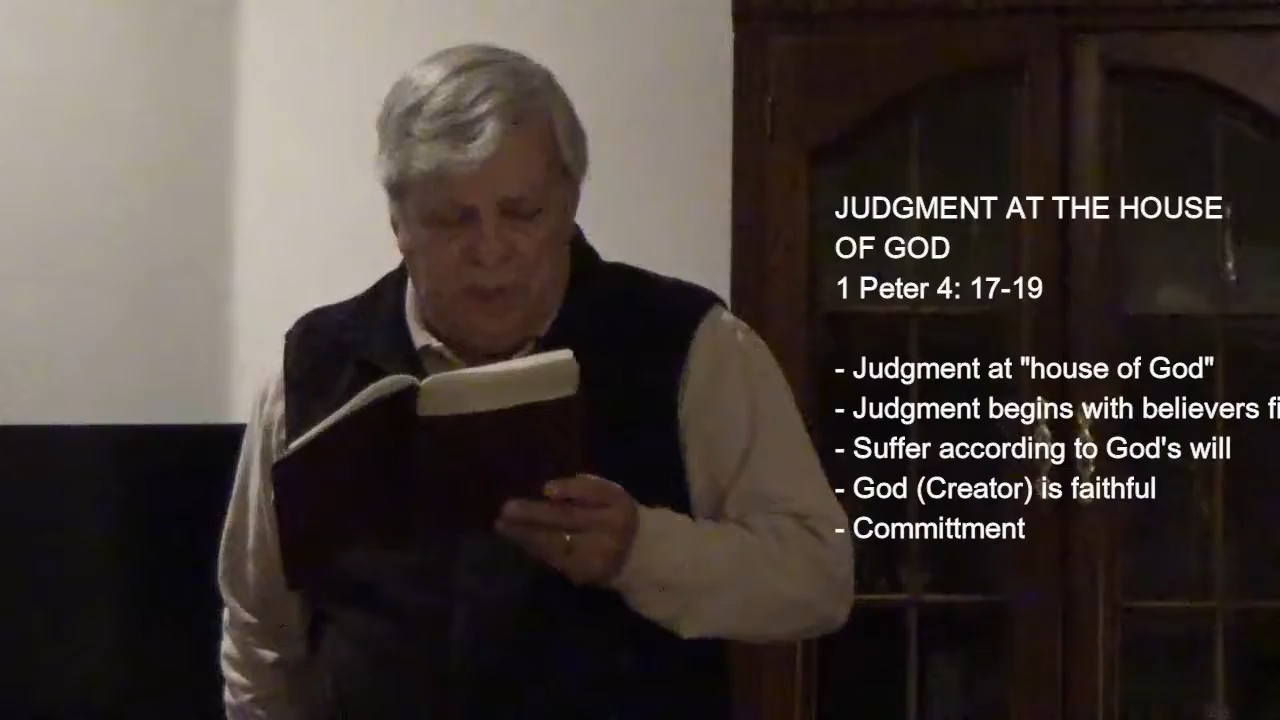 JUDGMENT AT THE HOUSE
OF GOD
1 Peter 4: 17-19
- Judgment at "house of God"
- Judgment begins with believers fi
- Suffer according to God's will
- God (Creator) is faithful
- Committment